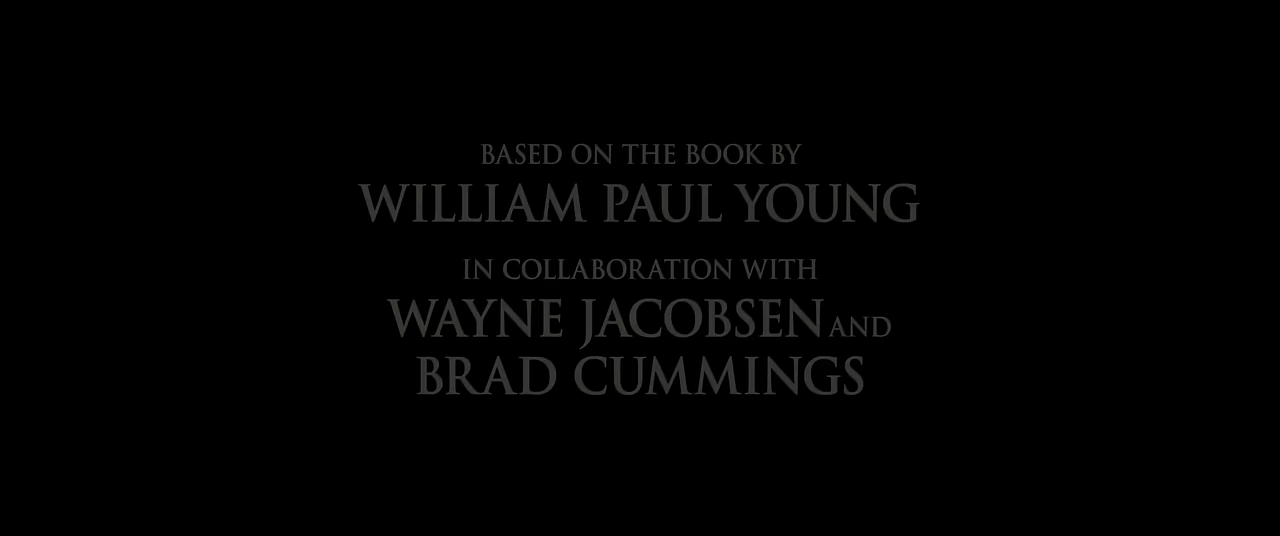 BASED ON THE BOOK BY
WILLIAM PAUL YOUNG
IN COLLABORATION WITH
WAYNE JACOBSEN AND
BRAD CUMMINGS